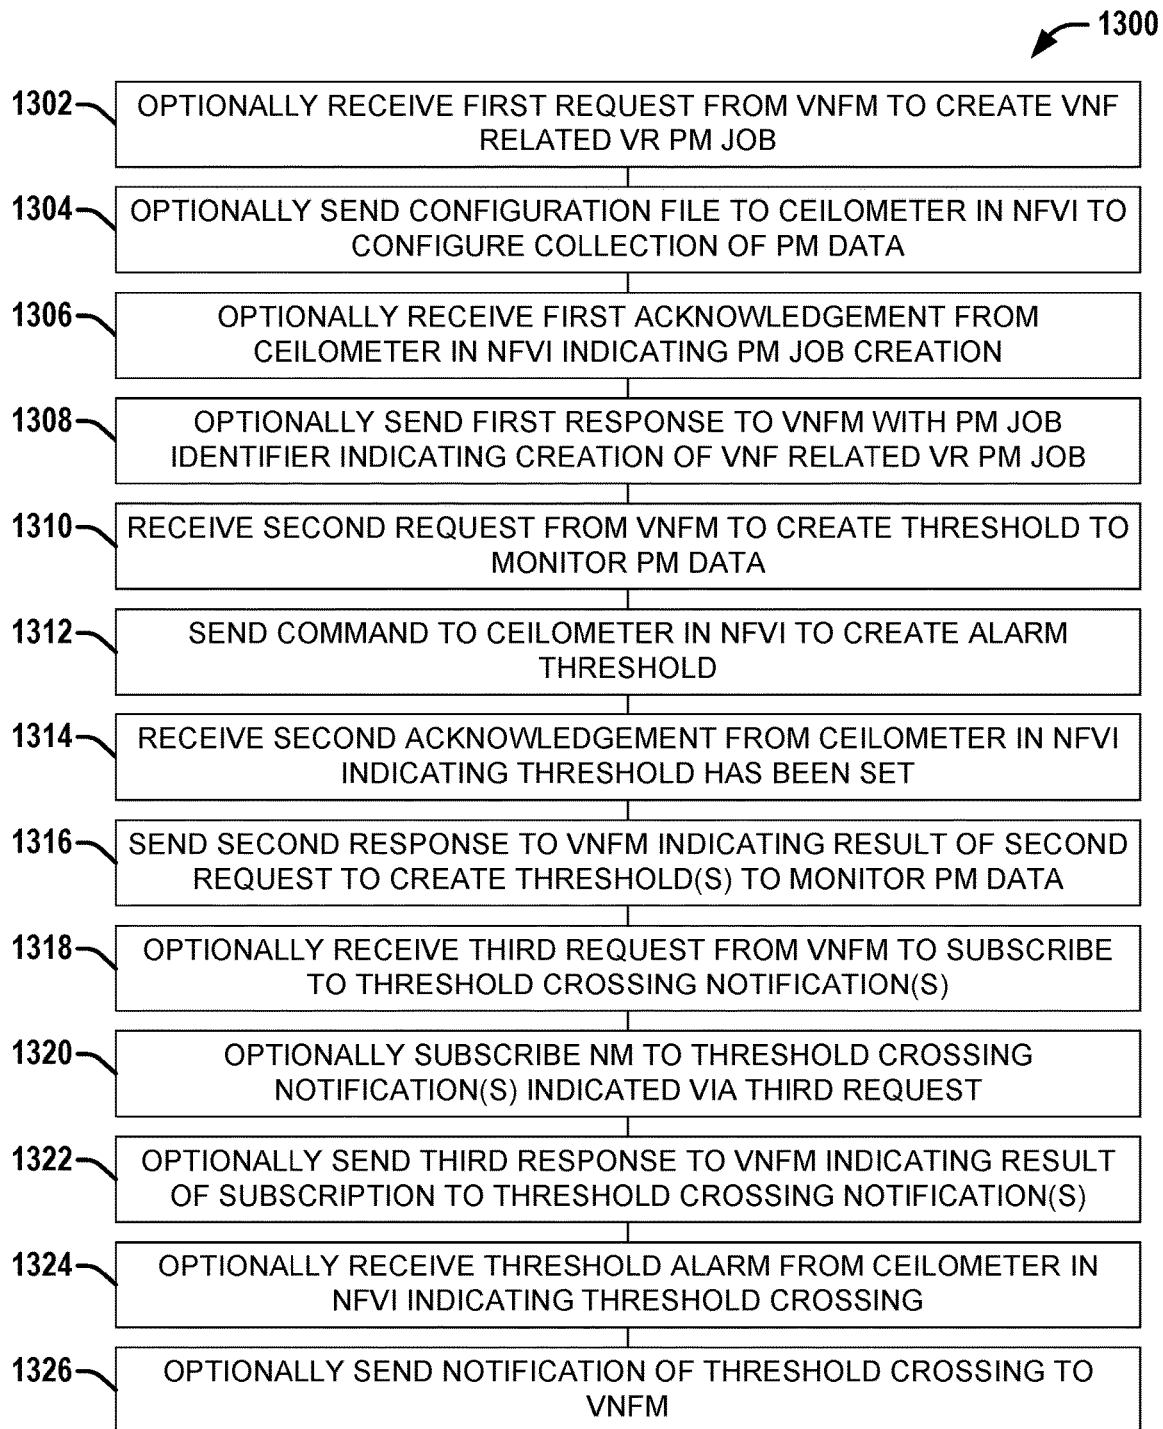 1300
1302
OPTIONALLY RECEIVE FIRST REQUEST FROM VNFM TO CREATE VNF
RELATED VR PM JOB
1304
OPTIONALLY SEND CONFIGURATION FILE TO CEILOMETER IN NFVI TO
CONFIGURE COLLECTION OF PM DATA
1306
OPTIONALLY RECEIVE FIRST ACKNOWLEDGEMENT FROM
CEILOMETER IN NFVI INDICATING PM JOB CREATION
1308
OPTIONALLY SEND FIRST RESPONSE TO VNFM WITH PM JOB
IDENTIFIER INDICATING CREATION OF VNF RELATED VR PM JOB
1310
RECEIVE SECOND REQUEST FROM VNFM TO CREATE THRESHOLD TO
MONITOR PM DATA
1312
SEND COMMAND TO CEILOMETER IN NFVI TO CREATE ALARM
THRESHOLD
1314
RECEIVE SECOND ACKNOWLEDGEMENT FROM CEILOMETER IN NFVI
INDICATING THRESHOLD HAS BEEN SET
1316
SEND SECOND RESPONSE TO VNFM INDICATING RESULT OF SECOND
REQUEST TO CREATE THRESHOLD(S) TO MONITOR PM DATA
1318
OPTIONALLY RECEIVE THIRD REQUEST FROM VNFM TO SUBSCRIBE
TO THRESHOLD CROSSING NOTIFICATION(S)
1320
OPTIONALLY SUBSCRIBE NM TO THRESHOLD CROSSING
NOTIFICATION(S) INDICATED VIA THIRD REQUEST
1322
OPTIONALLY SEND THIRD RESPONSE TO VNFM INDICATING RESULT
OF SUBSCRIPTION TO THRESHOLD CROSSING NOTIFICATION(S)
1324
OPTIONALLY RECEIVE THRESHOLD ALARM FROM CEILOMETER IN
NFVI INDICATING THRESHOLD CROSSING
1326
OPTIONALLY SEND NOTIFICATION OF THRESHOLD CROSSING TO
VNFM